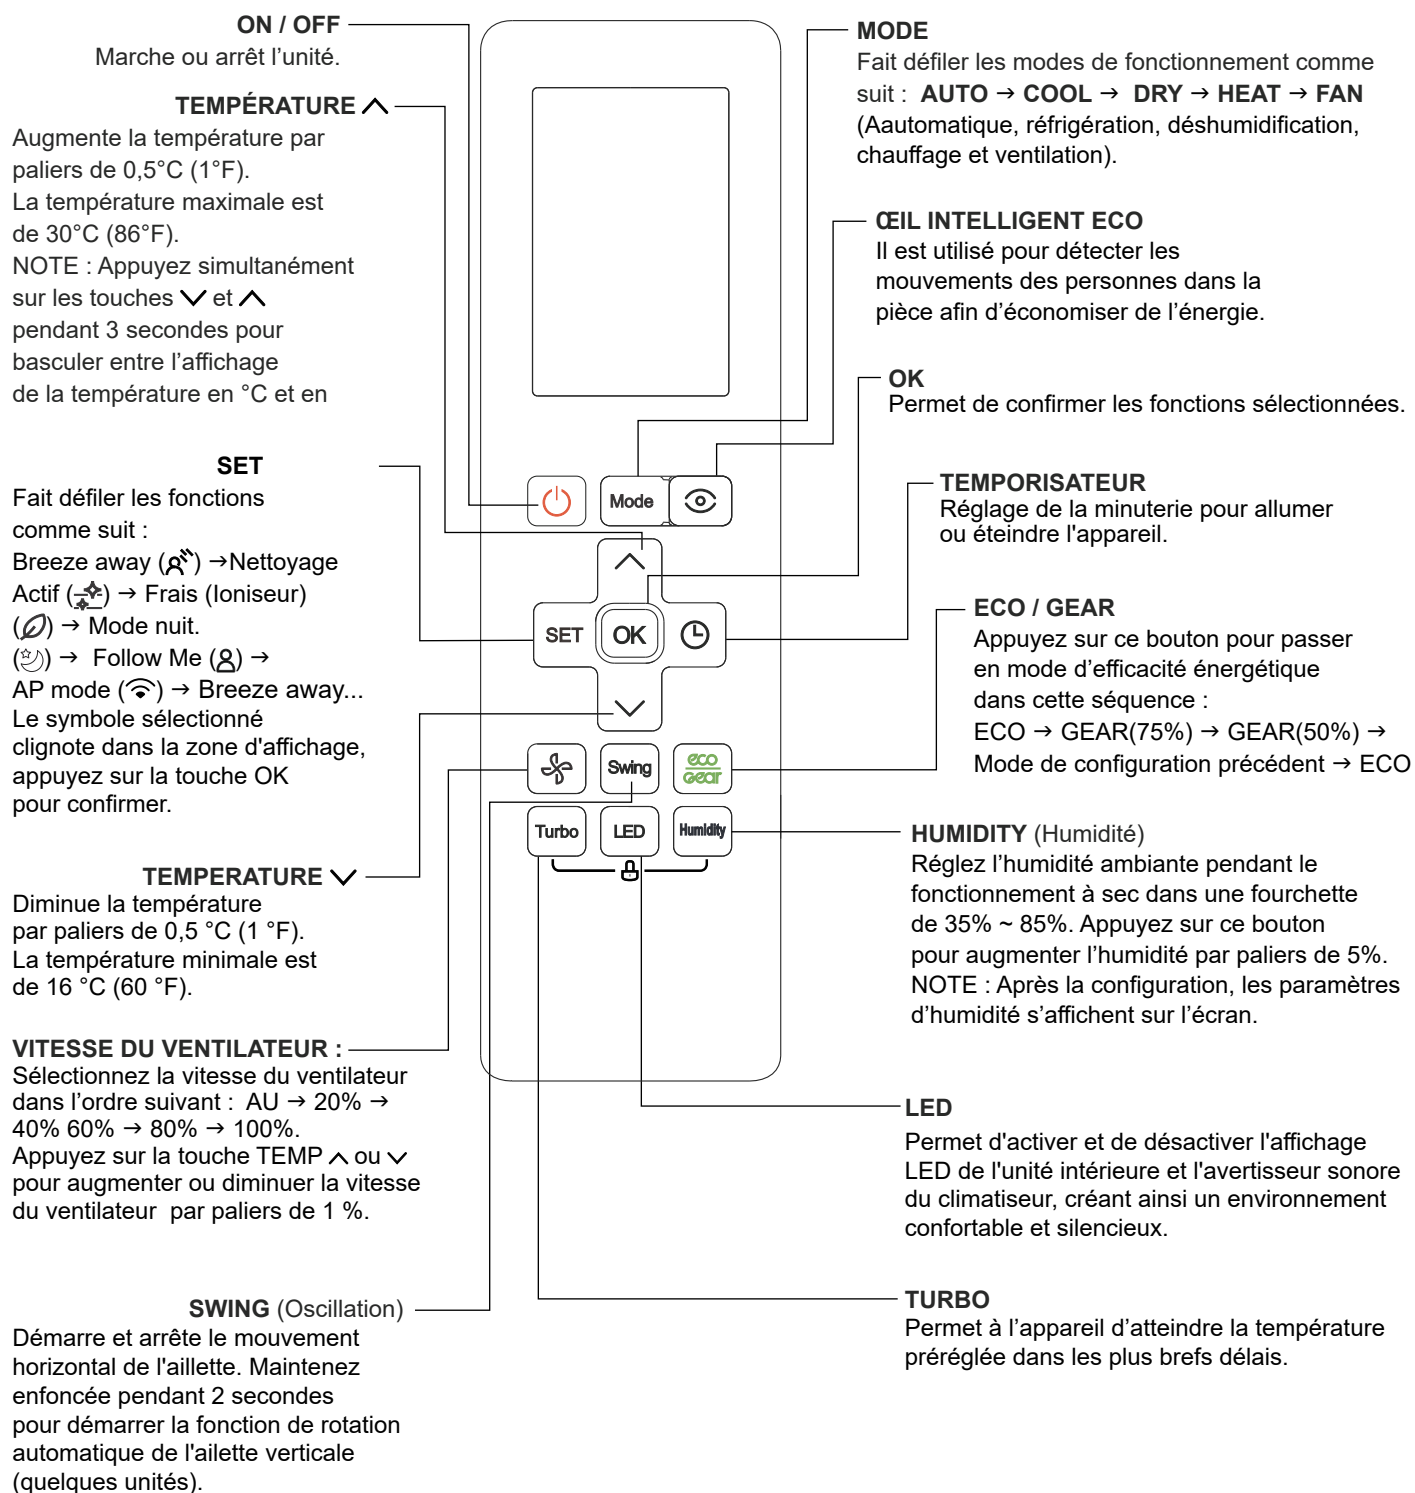 ON / OFF
Marche ou arrêt l’unité.
TEMPÉRATURE
Augmente la température par
paliers de 0,5°C (1°F).
La température maximale est
de 30°C (86°F).
NOTE : Appuyez simultanément
sur les touches et
pendant 3 secondes pour
basculer entre l’affichage
de la température en °C et en
SET
Fait défiler les fonctions
comme suit :
Breeze away () →Nettoyage
Actif () → Frais (Ioniseur)
() → Mode nuit.
() → Follow Me () →
AP mode () → Breeze away...
Le symbole sélectionné
clignote dans la zone d'affichage,
appuyez sur la touche OK
pour confirmer.
TEMPERATURE
Diminue la température
par paliers de 0,5 °C (1 °F).
La température minimale est
de 16 °C (60 °F).
VITESSE DU VENTILATEUR :
Sélectionnez la vitesse du ventilateur
dans l’ordre suivant : AU → 20% →
40% 60% → 80% → 100%.
Appuyez sur la touche TEMP ou
pour augmenter ou diminuer la vitesse
du ventilateur par paliers de 1 %.
SWING (Oscillation)
Démarre et arrête le mouvement
horizontal de l'aillette. Maintenez
enfoncée pendant 2 secondes
pour démarrer la fonction de rotation
automatique de l'ailette verticale
(quelques unités).
Mode
SET
OK
Swing
eco
gear
Turbo
LED
Humidity
MODE
Fait défiler les modes de fonctionnement comme
suit : AUTO → COOL → DRY → HEAT → FAN
(Aautomatique, réfrigération, déshumidification,
chauffage et ventilation).
ŒIL INTELLIGENT ECO
Il est utilisé pour détecter les
mouvements des personnes dans la
pièce afin d’économiser de l’énergie.
OK
Permet de confirmer les fonctions sélectionnées.
TEMPORISATEUR
Réglage de la minuterie pour allumer
ou éteindre l'appareil.
ECO / GEAR
Appuyez sur ce bouton pour passer
en mode d’efficacité énergétique
dans cette séquence :
ECO → GEAR(75%) → GEAR(50%) →
Mode de configuration précédent → ECO
HUMIDITY (Humidité)
Réglez l’humidité ambiante pendant le
fonctionnement à sec dans une fourchette
de 35% ~ 85%. Appuyez sur ce bouton
pour augmenter l’humidité par paliers de 5%.
NOTE : Après la configuration, les paramètres
d’humidité s’affichent sur l’écran.
LED
Permet d'activer et de désactiver l'affichage
LED de l'unité intérieure et l'avertisseur sonore
du climatiseur, créant ainsi un environnement
confortable et silencieux.
TURBO
Permet à l’appareil d’atteindre la température
préréglée dans les plus brefs délais.